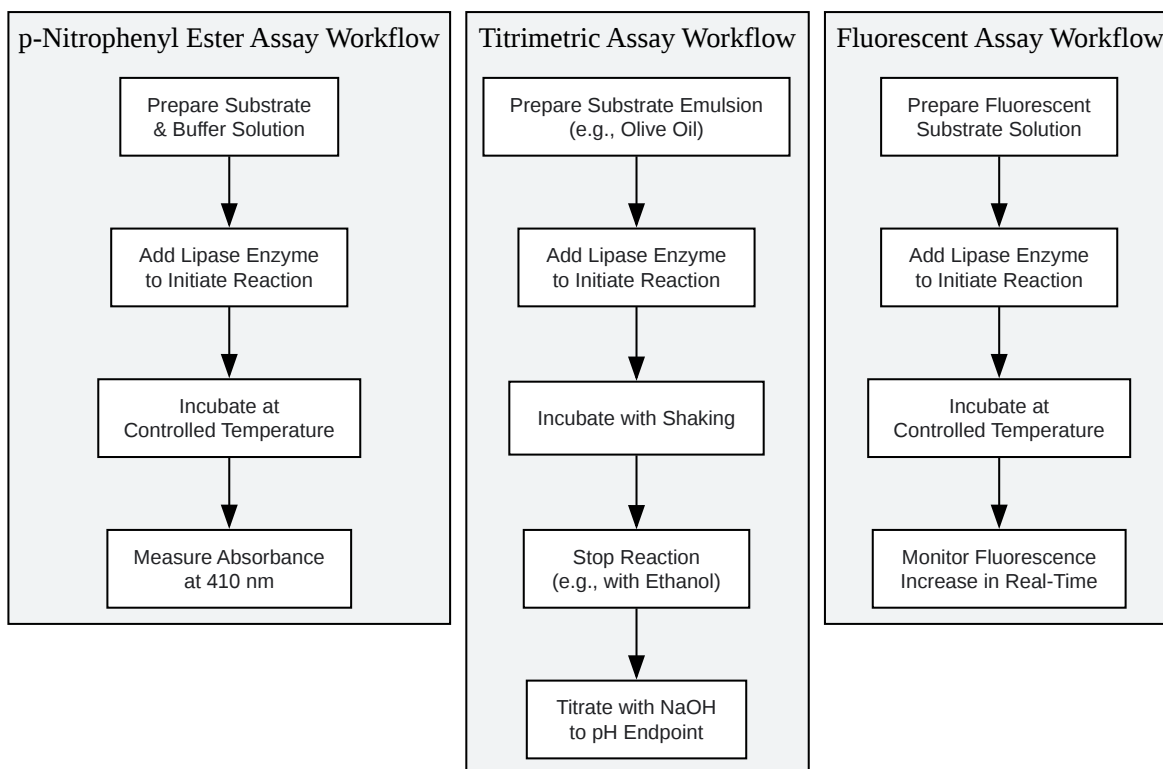 p-Nitrophenyl Ester Assay Workflow
Prepare Substrate
& Buffer Solution
Add Lipase Enzyme
to Initiate Reaction
Incubate at
Controlled Temperature
Measure Absorbance
at 410 nm
Titrimetric Assay Workflow
Prepare Substrate Emulsion
(e.g., Olive Oil)
Add Lipase Enzyme
to Initiate Reaction
Incubate with Shaking
Stop Reaction
(e.g., with Ethanol)
Titrate with NaOH
to pH Endpoint
Fluorescent Assay Workflow
Prepare Fluorescent
Substrate Solution
Add Lipase Enzyme
to Initiate Reaction
Incubate at
Controlled Temperature
Monitor Fluorescence
Increase in Real-Time